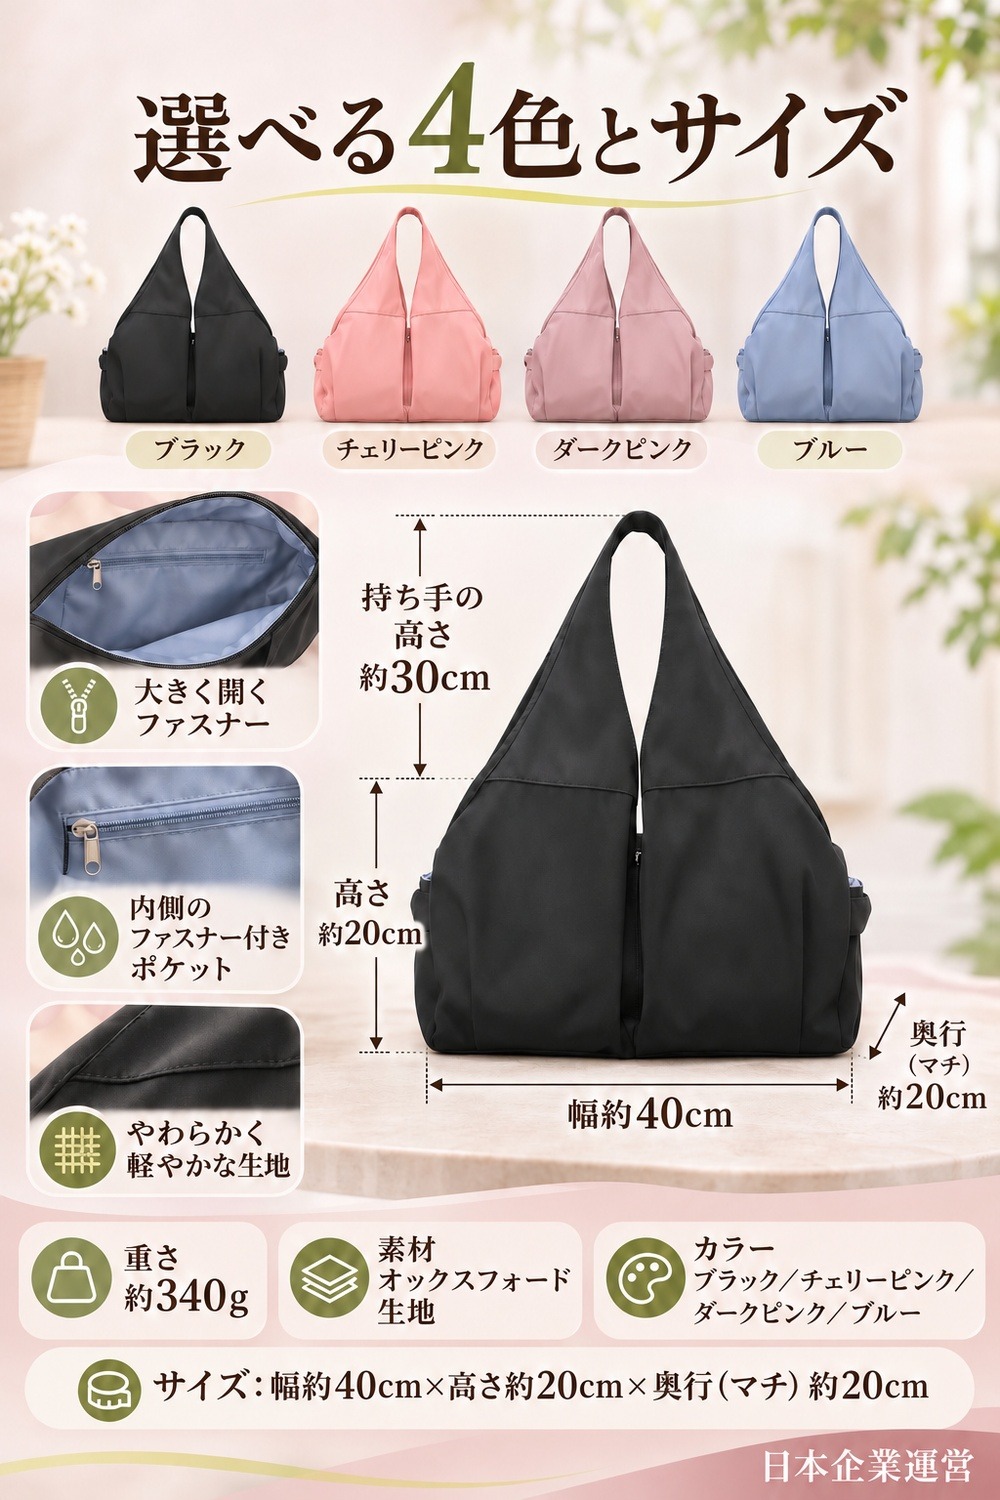 選べる4色とサイズ
ブラック
チェリーピンク
ダークピンク
ブルー
大きく開く
ファスナー
内側の
ファスナー付き
ポケット
やわらかく
軽やかな生地
持ち手の
高さ
約30cm
高さ
約20cm
奥行
(マチ)
約20cm
幅約40cm
重さ
約340g
素材
オックスフォード
生地
カラー
ブラック/チェリーピンク/
ダークピンク/ブルー
サイズ:幅約40cm×高さ約20cm×奥行(マチ)約20cm
日本企業運営